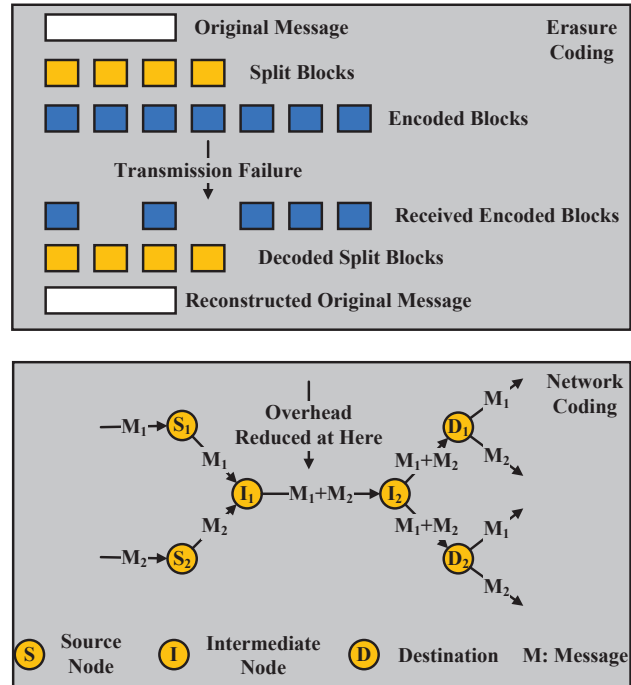 Original Message
Erasure
Coding
Split Blocks
Encoded Blocks
Transmission Failure
Received Encoded Blocks
Decoded Split Blocks
Reconstructed Original Message
Network
Coding
Overhead
Reduced at Here
M₁
S₁
M₁
M₂
S₂
M₂
I₁
M₁+M₂
I₂
M₁+M₂
D₁
M₁
M₂
M₁+M₂
D₂
M₁
M₂
S Source
Node
I Intermediate
Node
D Destination
M: Message